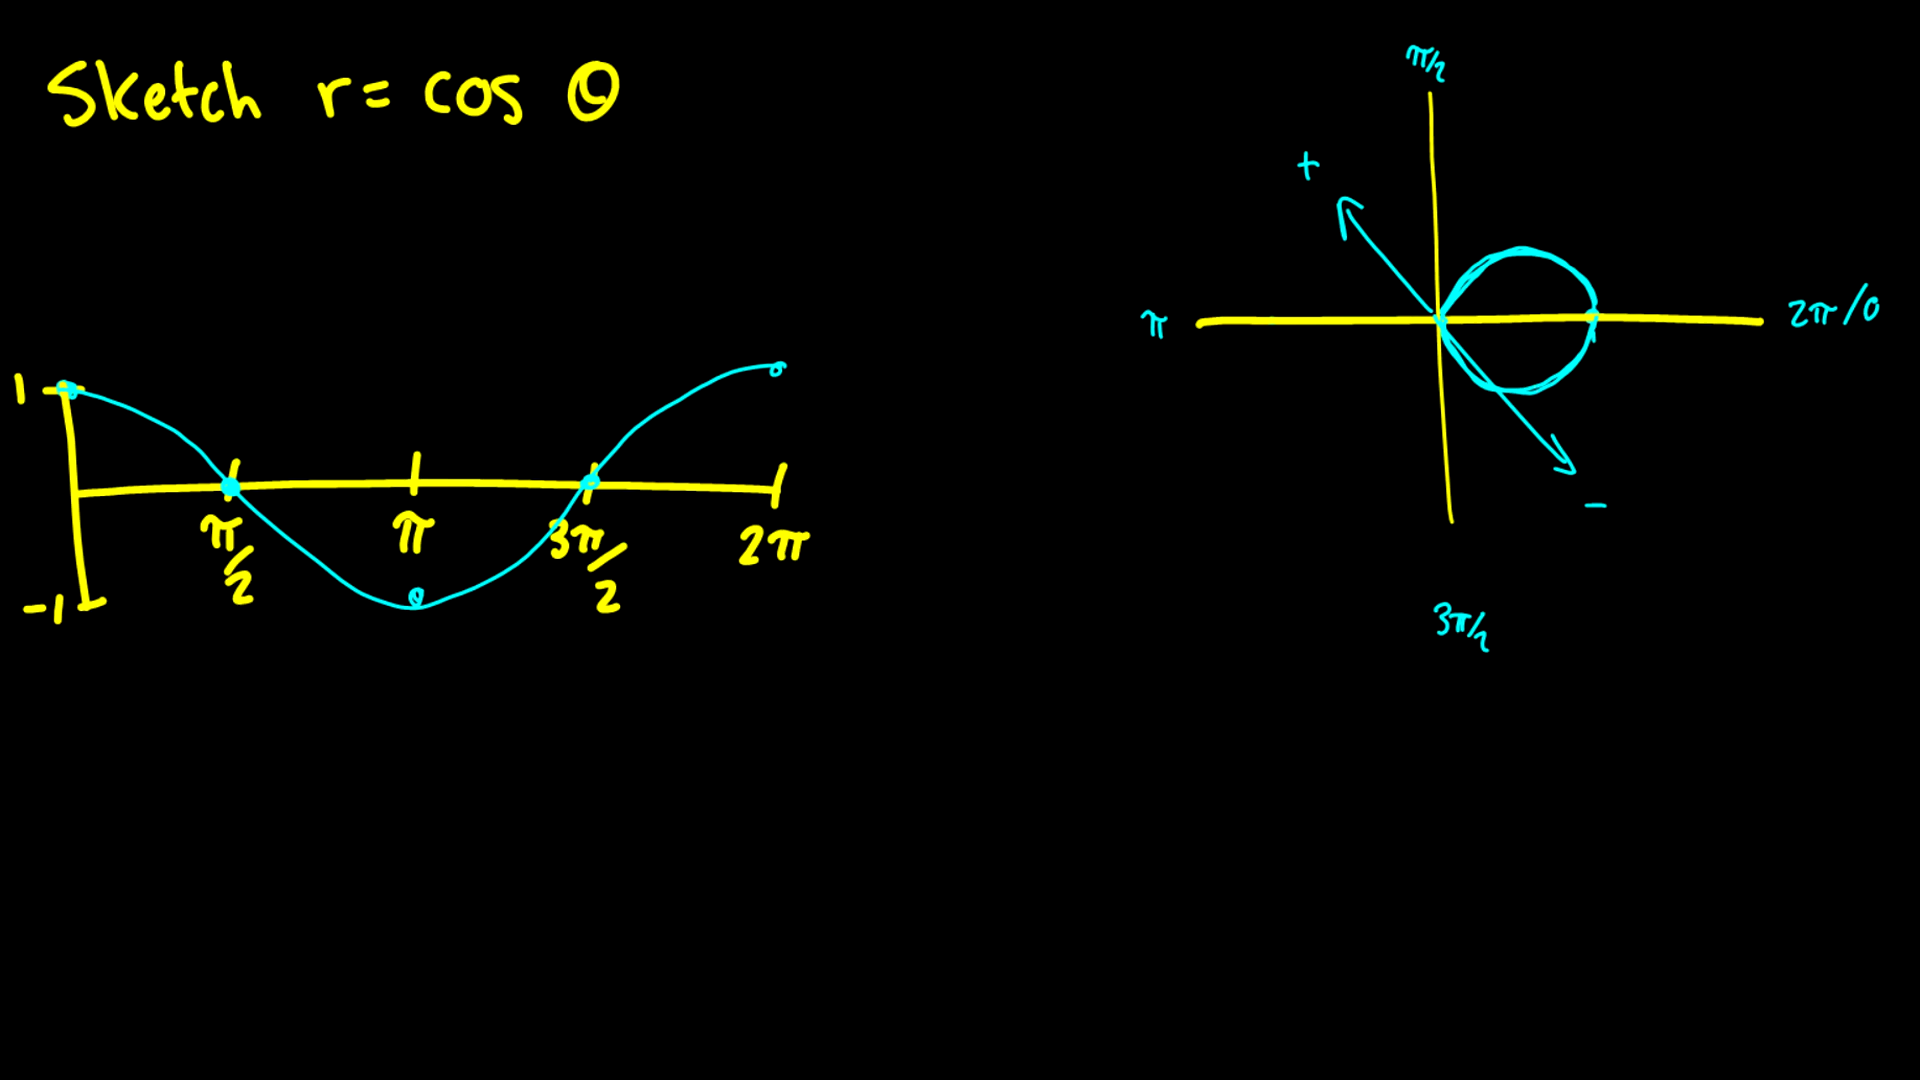 Sketch r = cos Θ
π/2
+
π
2π/0
-
3π/2
1
π/2
π
3π/2
2π
-1